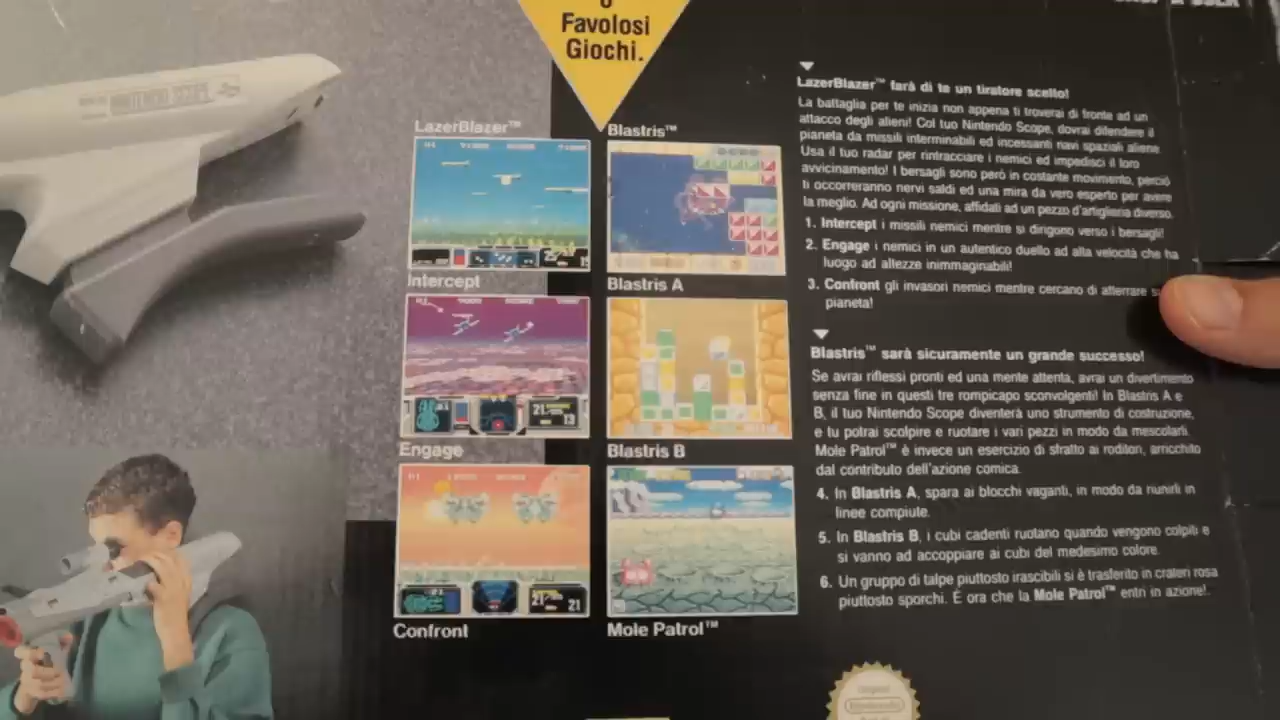 Favolosi
Giochi.
LazerBlazer™
Blastris™
Intercept
Blastris A
Engage
Blastris B
Confront
Mole Patrol™
LazerBlazer™ farà di te un tiratore scelto!
La battaglia per te inizia non appena ti troverai di fronte ad un
attacco degli alieni! Col tuo Nintendo Scope, dovrai difendere il
pianeta da missili interminabili ed incessanti navi spaziali aliene.
Usa il tuo radar per rintracciare i nemici ed impedisci il loro
avvicinamento! I bersagli sono però in costante movimento, perciò
ti occorreranno nervi saldi ed una mira da vero esperto per avere
la meglio. Ad ogni missione, affidati ad un pezzo d'artiglieria diverso.
1. Intercept i missili nemici mentre si dirigono verso i bersagli!
2. Engage i nemici in un autentico duello ad alta velocità che ha
luogo ad altezze inimmaginabili!
3. Confront gli invasori nemici mentre cercano di atterrare
pianeta!
Blastris™ sarà sicuramente un grande successo!
Se avrai riflessi pronti ed una mente attenta, avrai un divertimento
senza fine in questi tre rompicapo sconvolgenti! In Blastris A e
B, il tuo Nintendo Scope diventerà uno strumento di costruzione,
e tu potrai scolpire e ruotare i vari pezzi in modo da mescolarli.
Mole Patrol™ è invece un esercizio di sfratto ai roditori, arricchito
dal contributo dell'azione comica.
4. In Blastris A, spara ai blocchi vaganti, in modo da riunirli in
linee compiute.
5. In Blastris B, i cubi cadenti ruotano quando vengono colpiti e
si vanno ad accoppiare ai cubi del medesimo colore.
6. Un gruppo di talpe piuttosto irascibili si è trasferito in crateri rosa
piuttosto sporchi. É ora che la Mole Patrol™ entri in azione!
Nintendo